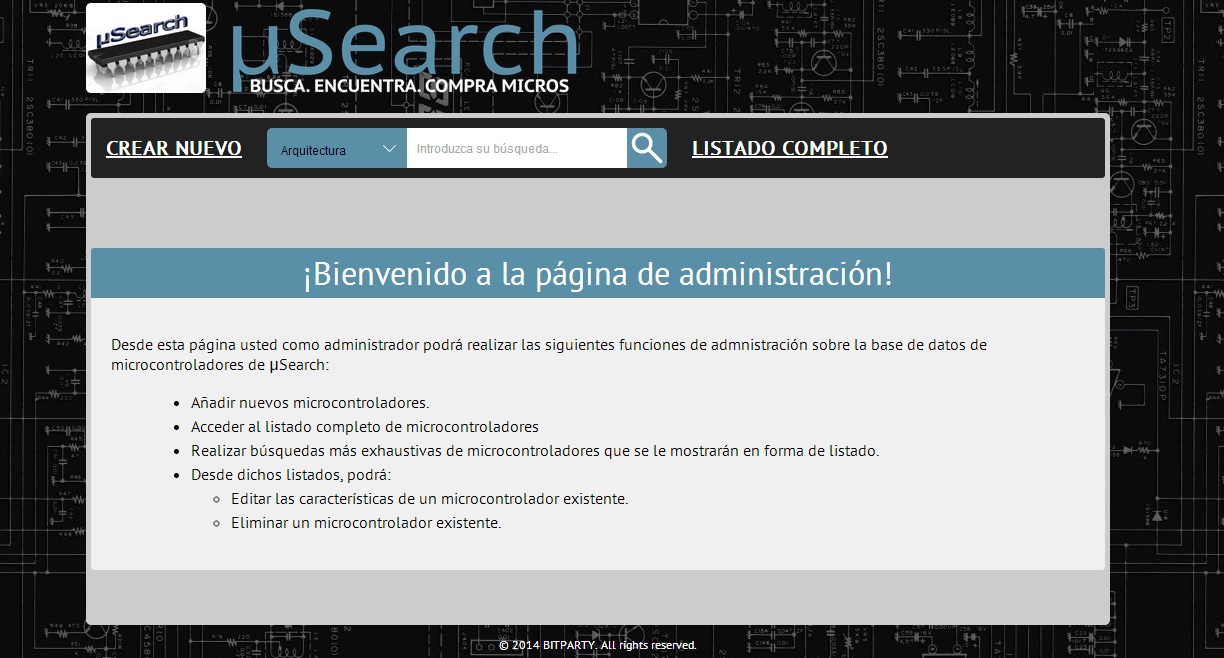 µSearch
µSearch
BUSCA. ENCUENTRA. COMPRA MICROS
CREAR NUEVO
Arquitectura
Introduzca su búsqueda...
LISTADO COMPLETO
¡Bienvenido a la página de administración!
Desde esta página usted como administrador podrá realizar las siguientes funciones de admnistración sobre la base de datos de
microcontroladores de µSearch:
Añadir nuevos microcontroladores.
Acceder al listado completo de microcontroladores
Realizar búsquedas más exhaustivas de microcontroladores que se le mostrarán en forma de listado.
Desde dichos listados, podrá:
Editar las características de un microcontrolador existente.
Eliminar un microcontrolador existente.
© 2014 BITPARTY. All rights reserved.